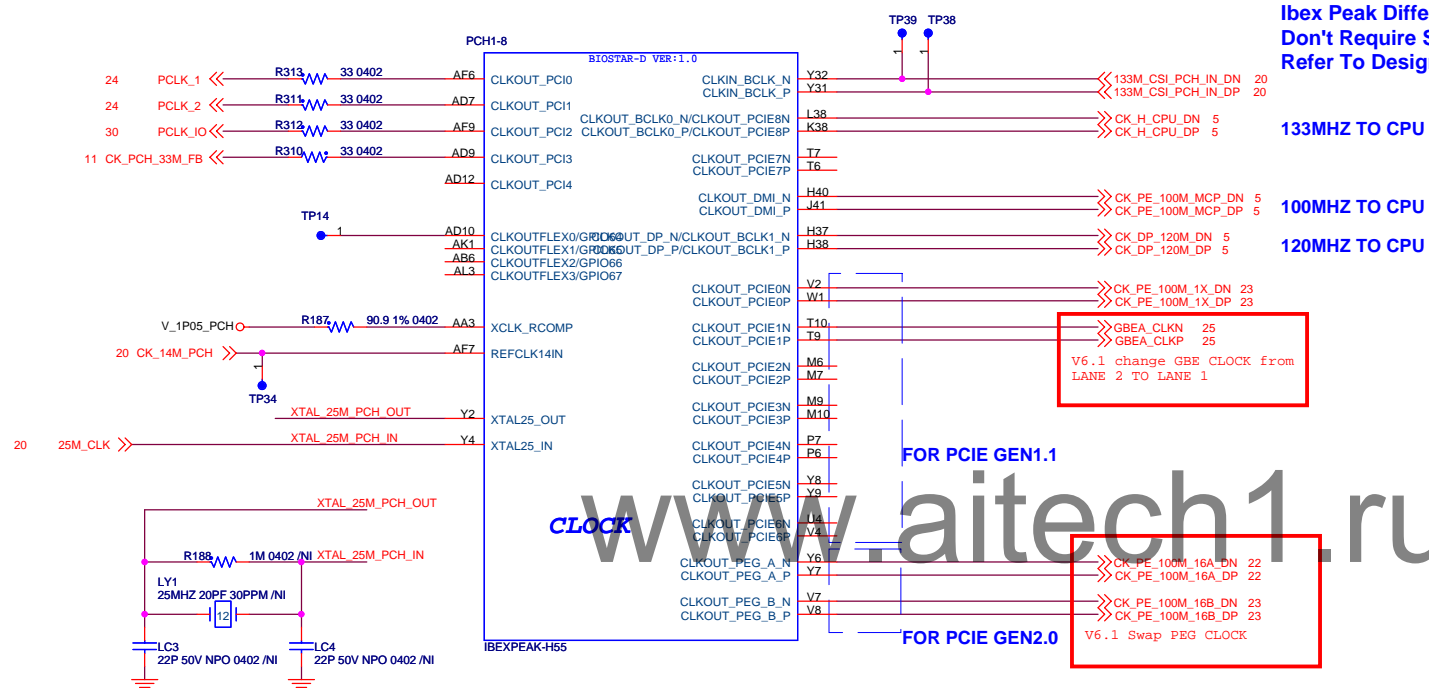 Ibex Peak Diffe
Don't Require S
Refer To Desig
TP39 TP38
1 1
PCH1-8
BIOSTAR-D VER:1.0
24 PCLK_1 R313 33 0402 AF6 CLKOUT_PCI0
24 PCLK_2 R311 33 0402 AD7 CLKOUT_PCI1
30 PCLK_IO R312 33 0402 AF9 CLKOUT_PCI2
11 CK_PCH_33M_FB R310 33 0402 AD9 CLKOUT_PCI3
AD12 CLKOUT_PCI4
TP14
1 AD10 CLKOUTFLEX0/GPIO64
AK1 CLKOUTFLEX1/GPIO65
AB6 CLKOUTFLEX2/GPIO66
AL3 CLKOUTFLEX3/GPIO67
V_1P05_PCH R187 90.9 1% 0402 AA3 XCLK_RCOMP
20 CK_14M_PCH AF7 REFCLK14IN
1
TP34
XTAL_25M_PCH_OUT Y2 XTAL25_OUT
20 25M_CLK XTAL_25M_PCH_IN Y4 XTAL25_IN
CLKIN_BCLK_N Y32 133M_CSI_PCH_IN_DN 20
CLKIN_BCLK_P Y31 133M_CSI_PCH_IN_DP 20
CLKOUT_BCLK0_N/CLKOUT_PCIE8N L38 CK_H_CPU_DN 5
CLKOUT_BCLK0_P/CLKOUT_PCIE8P K38 CK_H_CPU_DP 5
133MHZ TO CPU
CLKOUT_PCIE7N T7
CLKOUT_PCIE7P T6
CLKOUT_DMI_N H40 CK_PE_100M_MCP_DN 5
CLKOUT_DMI_P J41 CK_PE_100M_MCP_DP 5
100MHZ TO CPU
CLKOUT_DP_N/CLKOUT_BCLK1_N H37 CK_DP_120M_DN 5
CLKOUT_DP_P/CLKOUT_BCLK1_P H38 CK_DP_120M_DP 5
120MHZ TO CPU
CLKOUT_PCIE0N V2 CK_PE_100M_1X_DN 23
CLKOUT_PCIE0P W1 CK_PE_100M_1X_DP 23
CLKOUT_PCIE1N T10 GBEA_CLKN 25
CLKOUT_PCIE1P T9 GBEA_CLKP 25
V6.1 change GBE CLOCK from
LANE 2 TO LANE 1
CLKOUT_PCIE2N M6
CLKOUT_PCIE2P M7
CLKOUT_PCIE3N M9
CLKOUT_PCIE3P M10
CLKOUT_PCIE4N P7
CLKOUT_PCIE4P P6
FOR PCIE GEN1.1
CLKOUT_PCIE5N Y8
CLKOUT_PCIE5P Y9
CLKOUT_PCIE6N U4
CLKOUT_PCIE6P V4
CLKOUT_PEG_A_N Y6 CK_PE_100M_16A_DN 22
CLKOUT_PEG_A_P Y7 CK_PE_100M_16A_DP 22
CLKOUT_PEG_B_N V7 CK_PE_100M_16B_DN 23
CLKOUT_PEG_B_P V8 CK_PE_100M_16B_DP 23
FOR PCIE GEN2.0
V6.1 Swap PEG CLOCK
CLOCK
www.aitech1.ru
IBEXPEAK-H55
XTAL_25M_PCH_OUT
R188 1M 0402 /NI XTAL_25M_PCH_IN
LY1
25MHZ 20PF 30PPM /NI
12
LC3
22P 50V NPO 0402 /NI
LC4
22P 50V NPO 0402 /NI